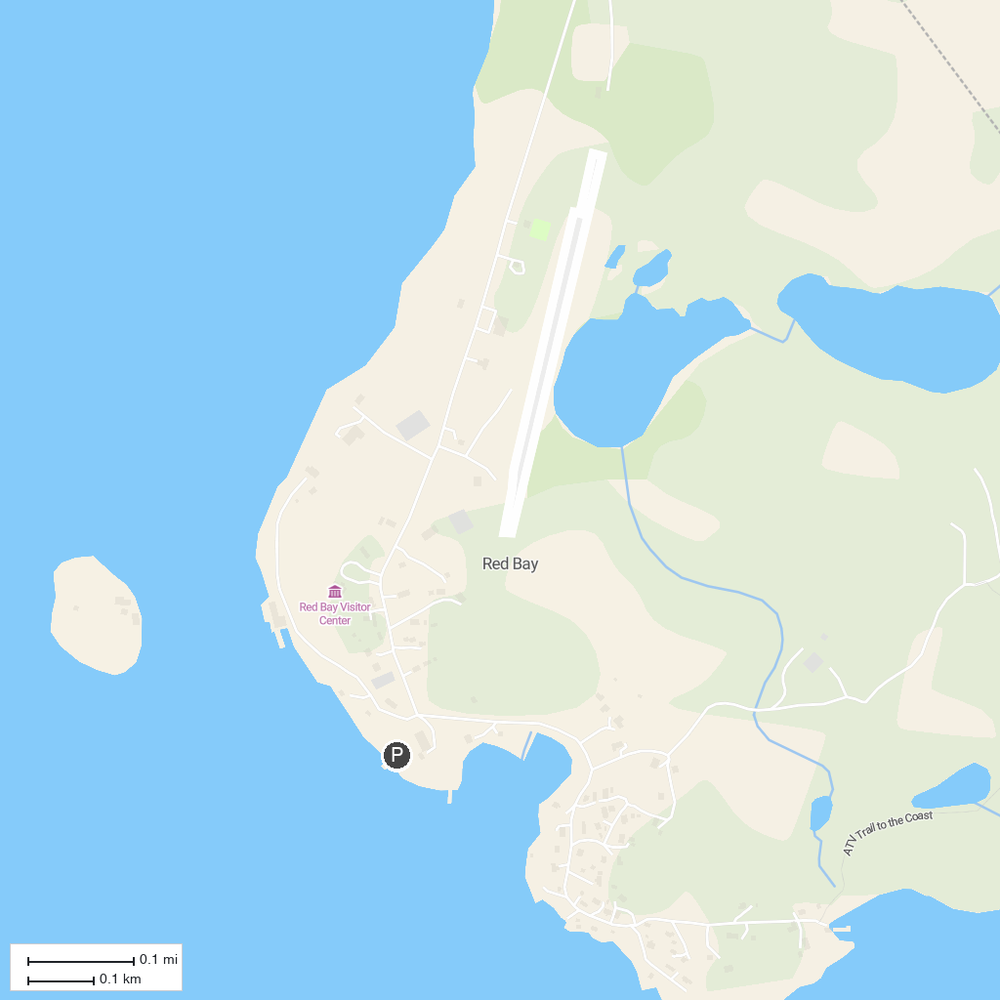 Red Bay
Red Bay Visitor
Center
P
ATV Trail to the Coast
0.1 mi
0.1 km